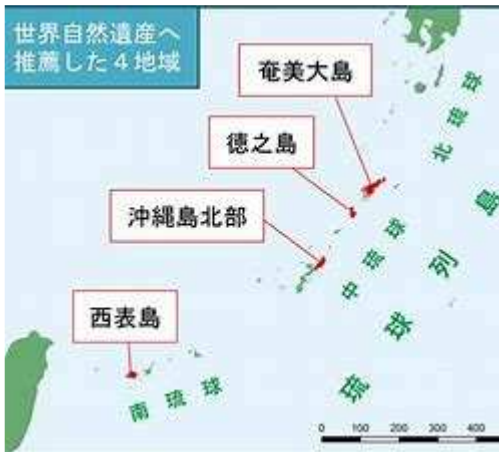 世界自然遺産へ
推薦した4地域
奄美大島
徳之島
沖縄島北部
西表島
北琉球
中琉球
南琉球
琉球列島
0 100 200 300 400